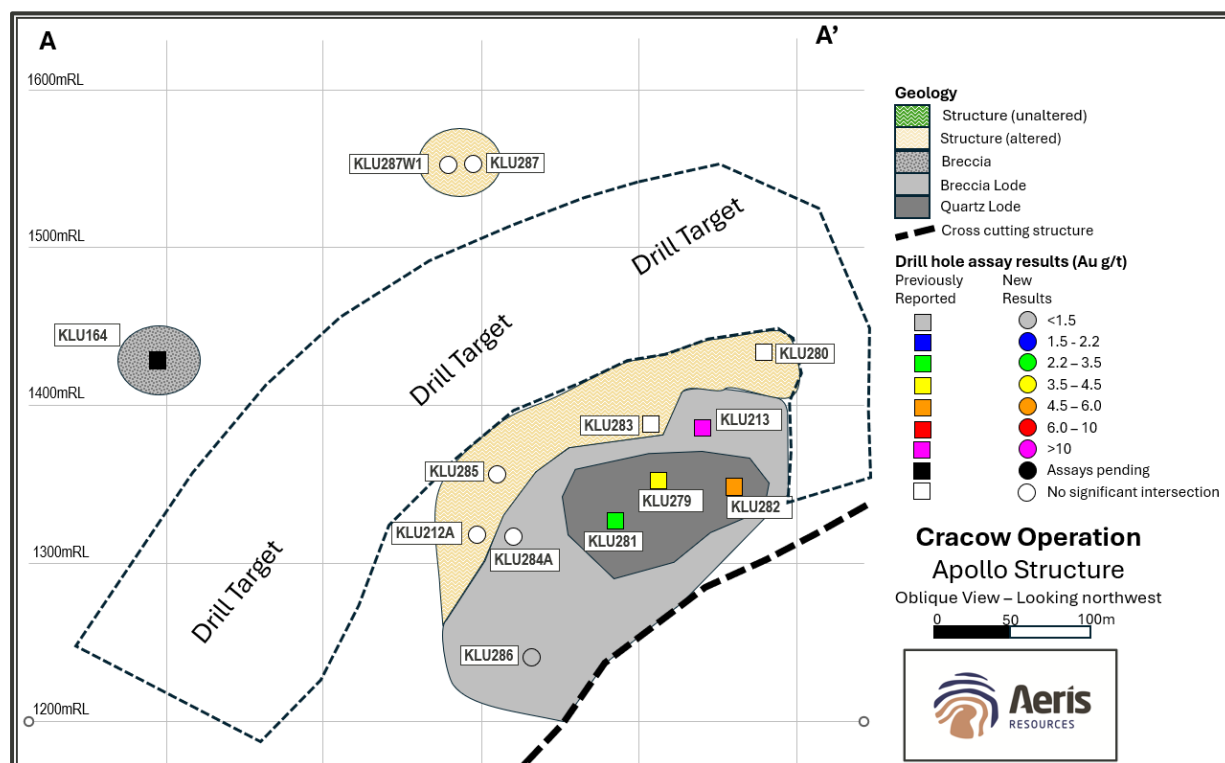 A
A'
1600mRL
1500mRL
1400mRL
1300mRL
1200mRL
KLU287W1
KLU287
KLU164
Drill Target
Drill Target
Drill Target
KLU280
KLU283
KLU213
KLU285
KLU279
KLU282
KLU281
KLU212A
KLU284A
KLU286
Geology
Structure (unaltered)
Structure (altered)
Breccia
Breccia Lode
Quartz Lode
Cross cutting structure
Drill hole assay results (Au g/t)
Previously Reported
New Results
<1.5
1.5 - 2.2
2.2 – 3.5
3.5 – 4.5
4.5 – 6.0
6.0 – 10
>10
Assays pending
No significant intersection
Cracow Operation
Apollo Structure
Oblique View – Looking northwest
0 50 100m
Aeris
RESOURCES